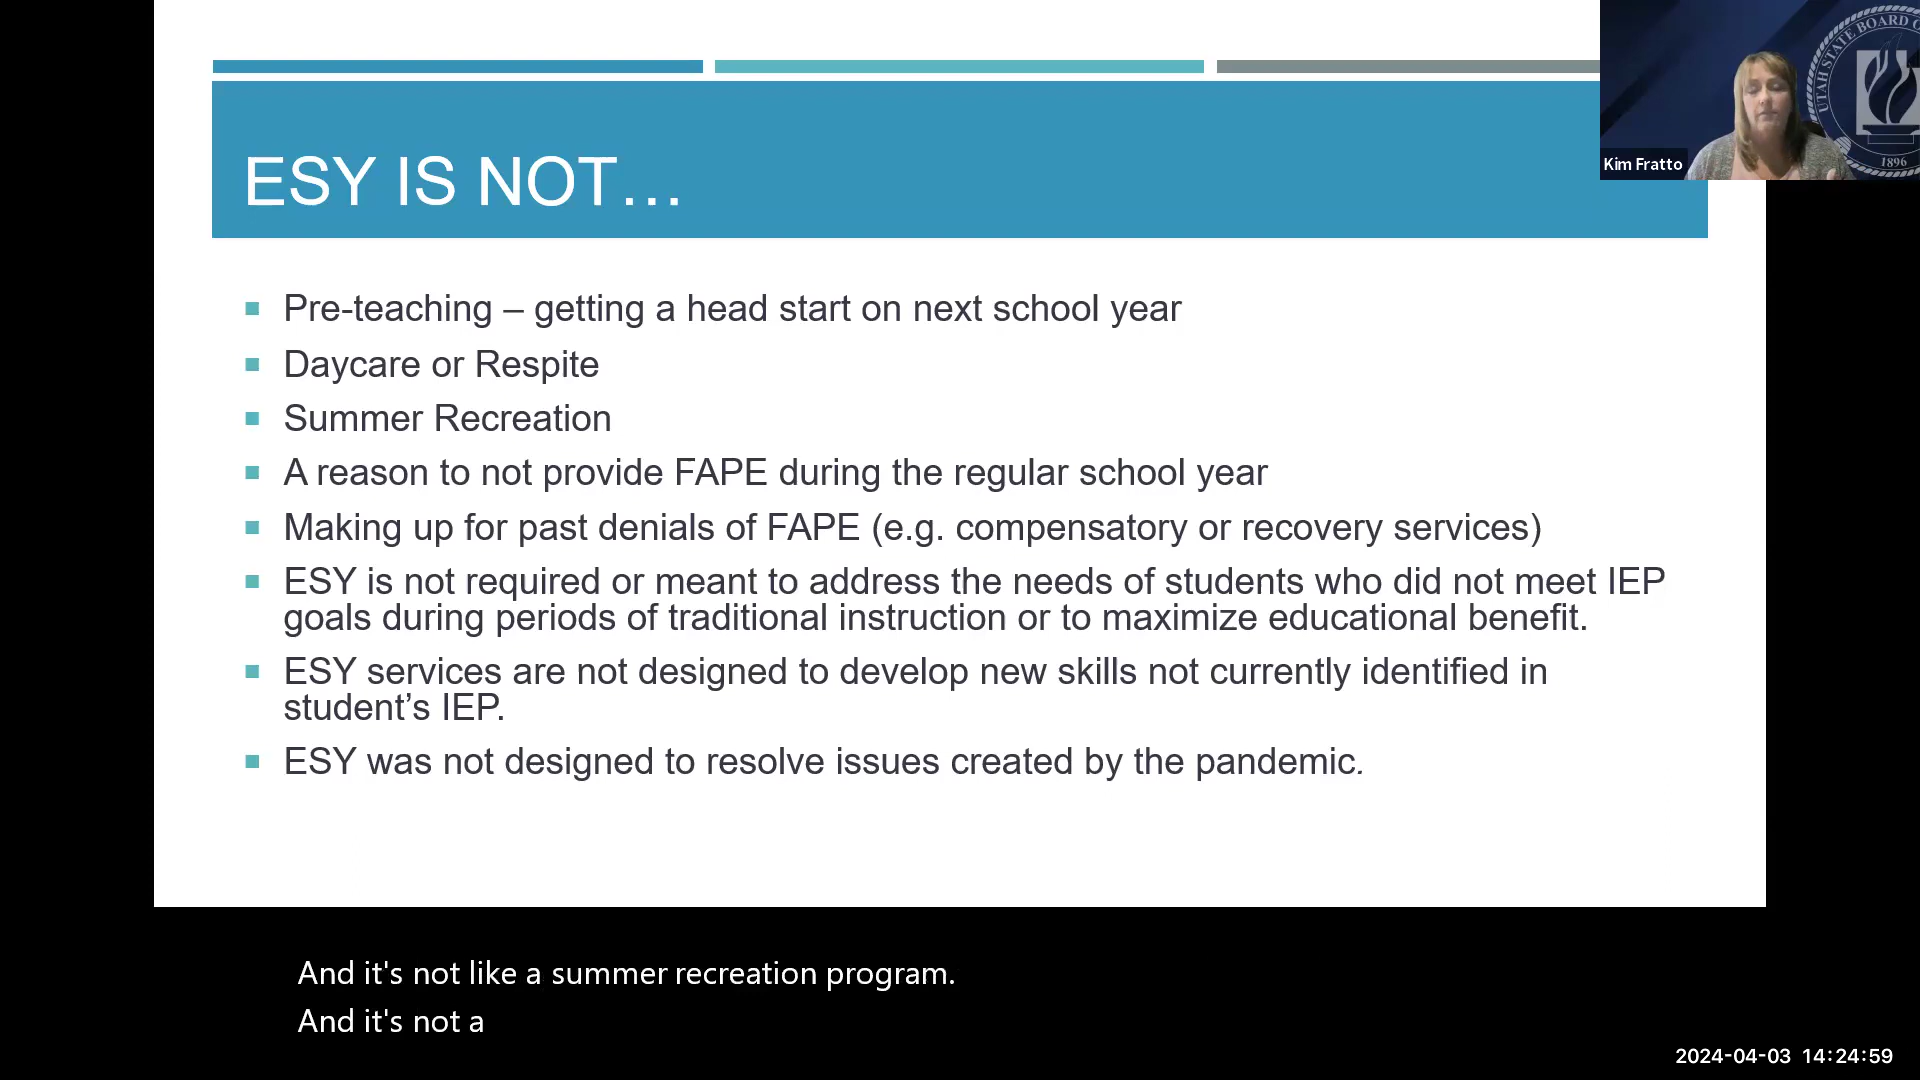 ESY IS NOT…
UTAH STATE BOARD
1896
Kim Fratto
Pre-teaching – getting a head start on next school year
Daycare or Respite
Summer Recreation
A reason to not provide FAPE during the regular school year
Making up for past denials of FAPE (e.g. compensatory or recovery services)
ESY is not required or meant to address the needs of students who did not meet IEP
goals during periods of traditional instruction or to maximize educational benefit.
ESY services are not designed to develop new skills not currently identified in
student’s IEP.
ESY was not designed to resolve issues created by the pandemic.
And it's not like a summer recreation program.
And it's not a
2024-04-03 14:24:59